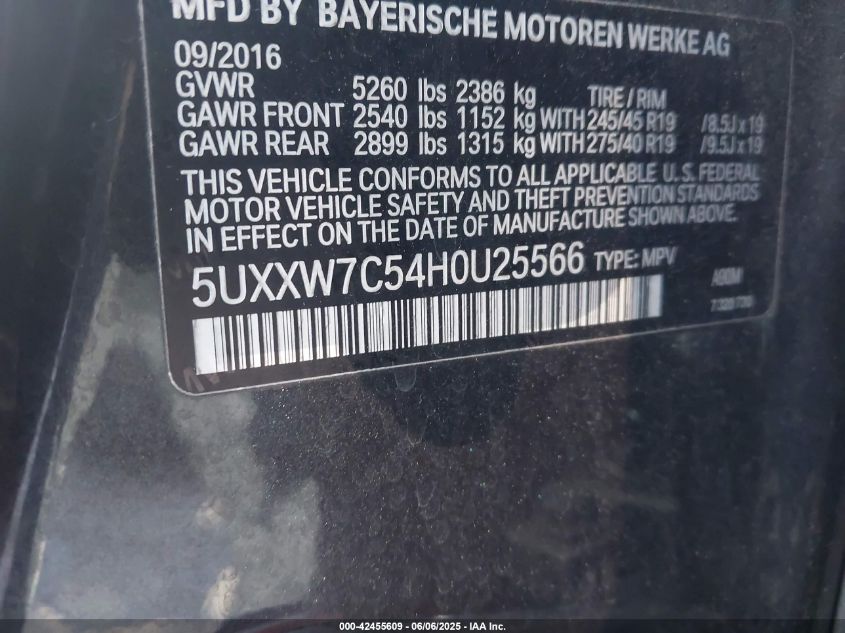 MFD BY BAYERISCHE MOTOREN WERKE AG
09/2016
GVWR 5260 lbs 2386 kg TIRE / RIM
GAWR FRONT 2540 lbs 1152 kg WITH 245/45 R19 /8.5J x 19
GAWR REAR 2899 lbs 1315 kg WITH 275/40 R19 /9.5J x 19
THIS VEHICLE CONFORMS TO ALL APPLICABLE U.S. FEDERAL
MOTOR VEHICLE SAFETY AND THEFT PREVENTION STANDARDS
IN EFFECT ON THE DATE OF MANUFACTURE SHOWN ABOVE.
5UXXW7C54H0U25566 TYPE: MPV
A90M
000-42455609 - 06/06/2025 - IAA Inc.